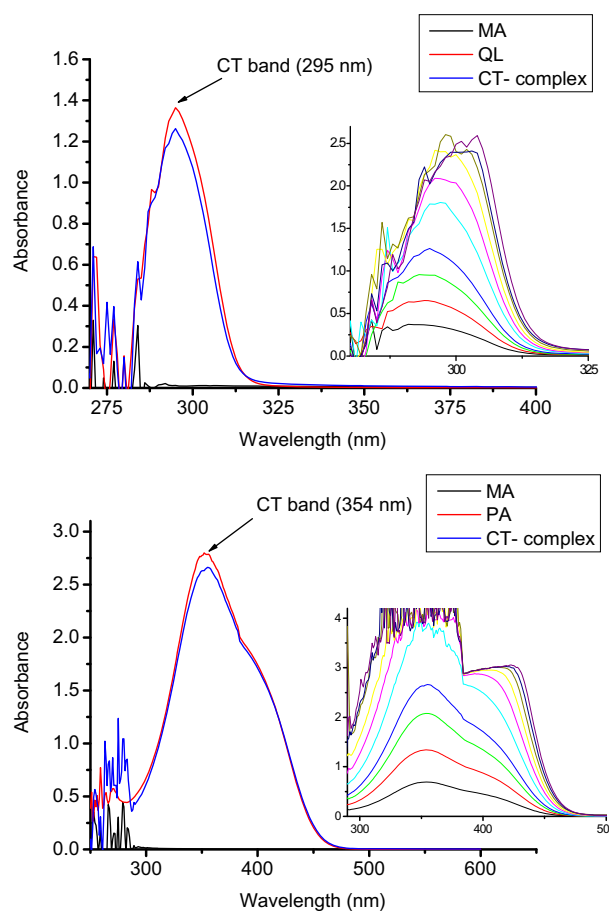 MA
QL
CT- complex
CT band (295 nm)
1.6
1.4
1.2
1.0
0.8
0.6
0.4
0.2
0.0
Absorbance
2.5
2.0
1.5
1.0
0.5
0.0
300
325
275 300 325 350 375 400
Wavelength (nm)
MA
PA
CT- complex
CT band (354 nm)
3.0
2.5
2.0
1.5
1.0
0.5
0.0
Absorbance
4
3
2
1
0
300 400 50
300 400 500 600
Wavelength (nm)